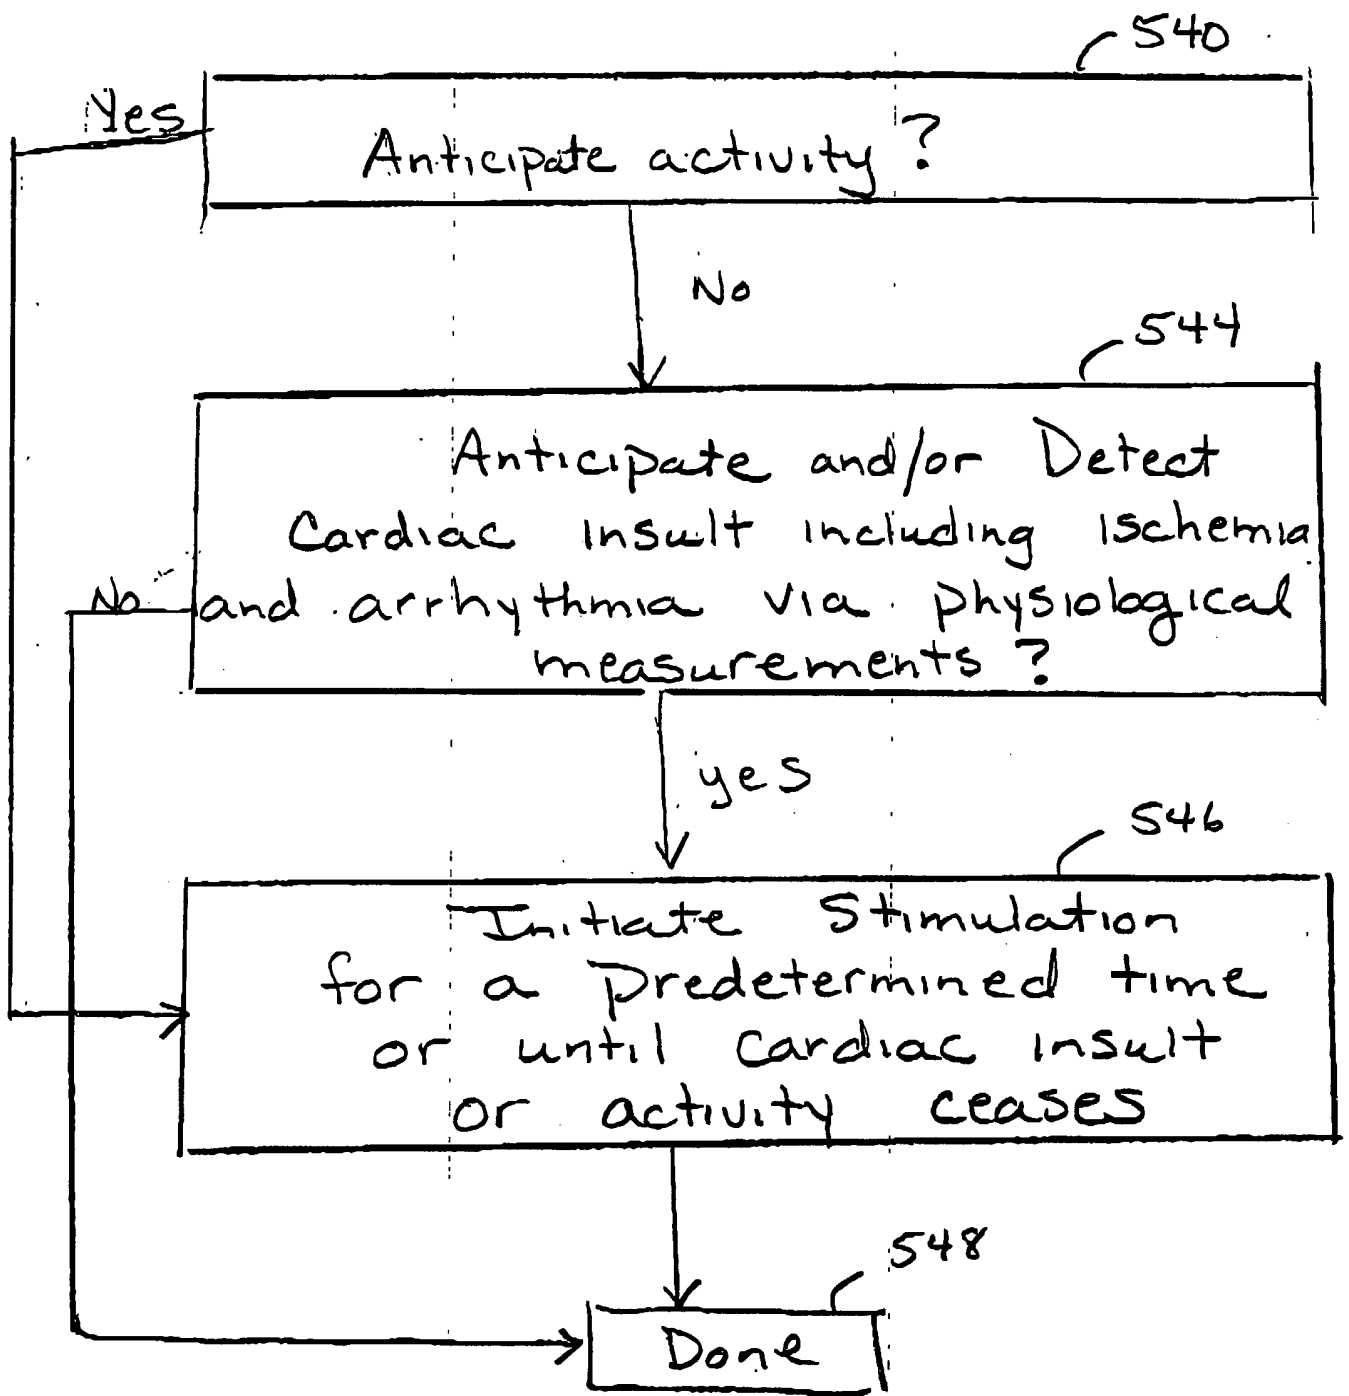 540
Yes
Anticipate activity?
No
544
Anticipate and/or Detect
Cardiac insult including ischemia
No and arrhythmia via physiological
measurements?
yes
546
Initiate Stimulation
for a predetermined time
or until cardiac insult
or activity ceases
548
Done